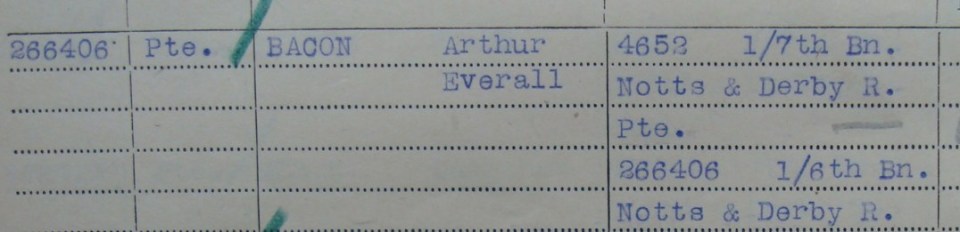 266406 Pte. BACON Arthur 4652 1/7th Bn.
Everall Notts & Derby R.
Pte.
266406 1/6th Bn.
Notts & Derby R.